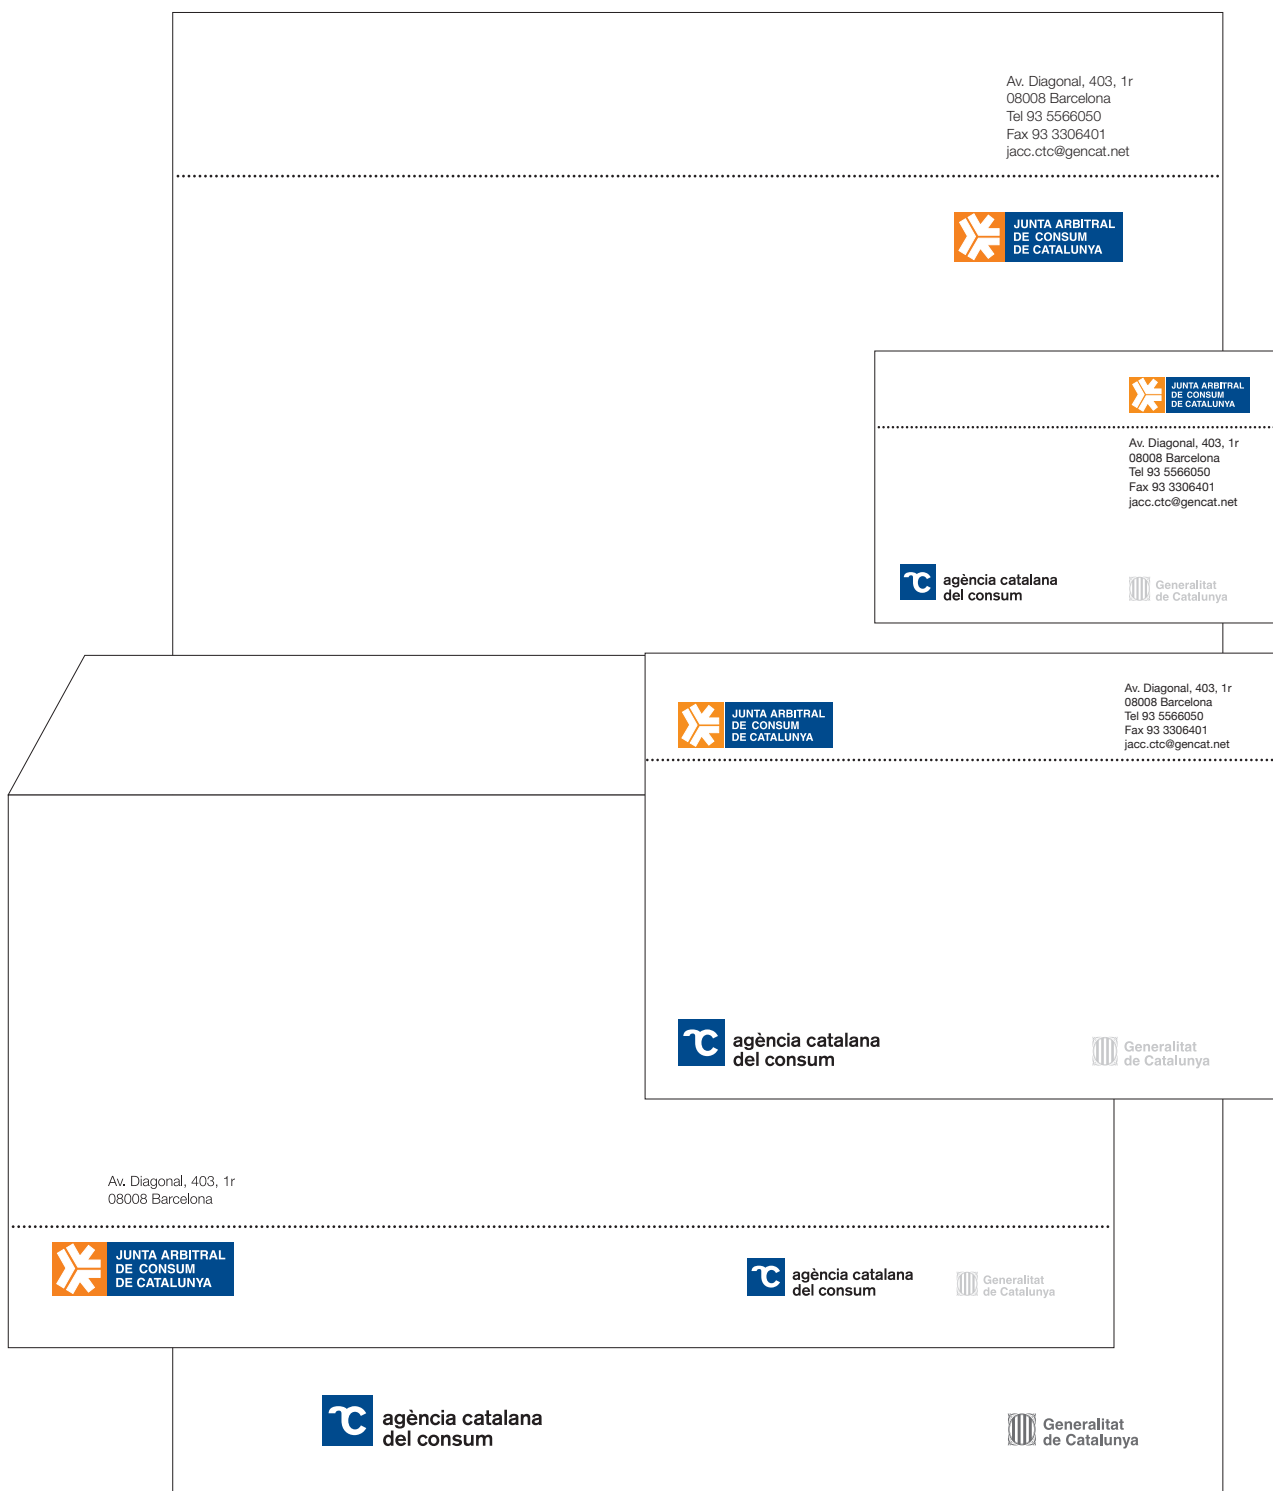 Av. Diagonal, 403, 1r
08008 Barcelona
Tel 93 5566050
Fax 93 3306401
jacc.ctc@gencat.net
JUNTA ARBITRAL
DE CONSUM
DE CATALUNYA
JUNTA ARBITRAL
DE CONSUM
DE CATALUNYA
Av. Diagonal, 403, 1r
08008 Barcelona
Tel 93 5566050
Fax 93 3306401
jacc.ctc@gencat.net
agència catalana
del consum
Generalitat
de Catalunya
JUNTA ARBITRAL
DE CONSUM
DE CATALUNYA
Av. Diagonal, 403, 1r
08008 Barcelona
Tel 93 5566050
Fax 93 3306401
jacc.ctc@gencat.net
agència catalana
del consum
Generalitat
de Catalunya
Av. Diagonal, 403, 1r
08008 Barcelona
JUNTA ARBITRAL
DE CONSUM
DE CATALUNYA
agència catalana
del consum
Generalitat
de Catalunya
agència catalana
del consum
Generalitat
de Catalunya